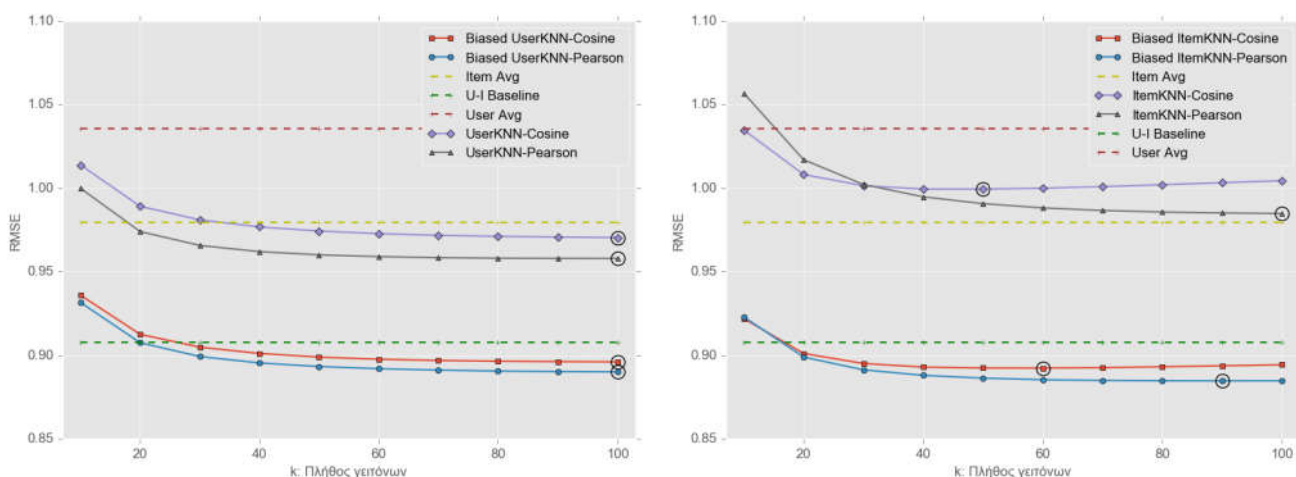 1.10
1.05
1.00
0.95
0.90
0.85
RMSE
Biased UserKNN-Cosine
Biased UserKNN-Pearson
Item Avg
U-I Baseline
User Avg
UserKNN-Cosine
UserKNN-Pearson
20 40 60 80 100
k: Πλήθος γειτόνων
1.10
1.05
1.00
0.95
0.90
0.85
RMSE
Biased ItemKNN-Cosine
Biased ItemKNN-Pearson
Item Avg
ItemKNN-Cosine
ItemKNN-Pearson
U-I Baseline
User Avg
20 40 60 80 100
k: Πλήθος γειτόνων